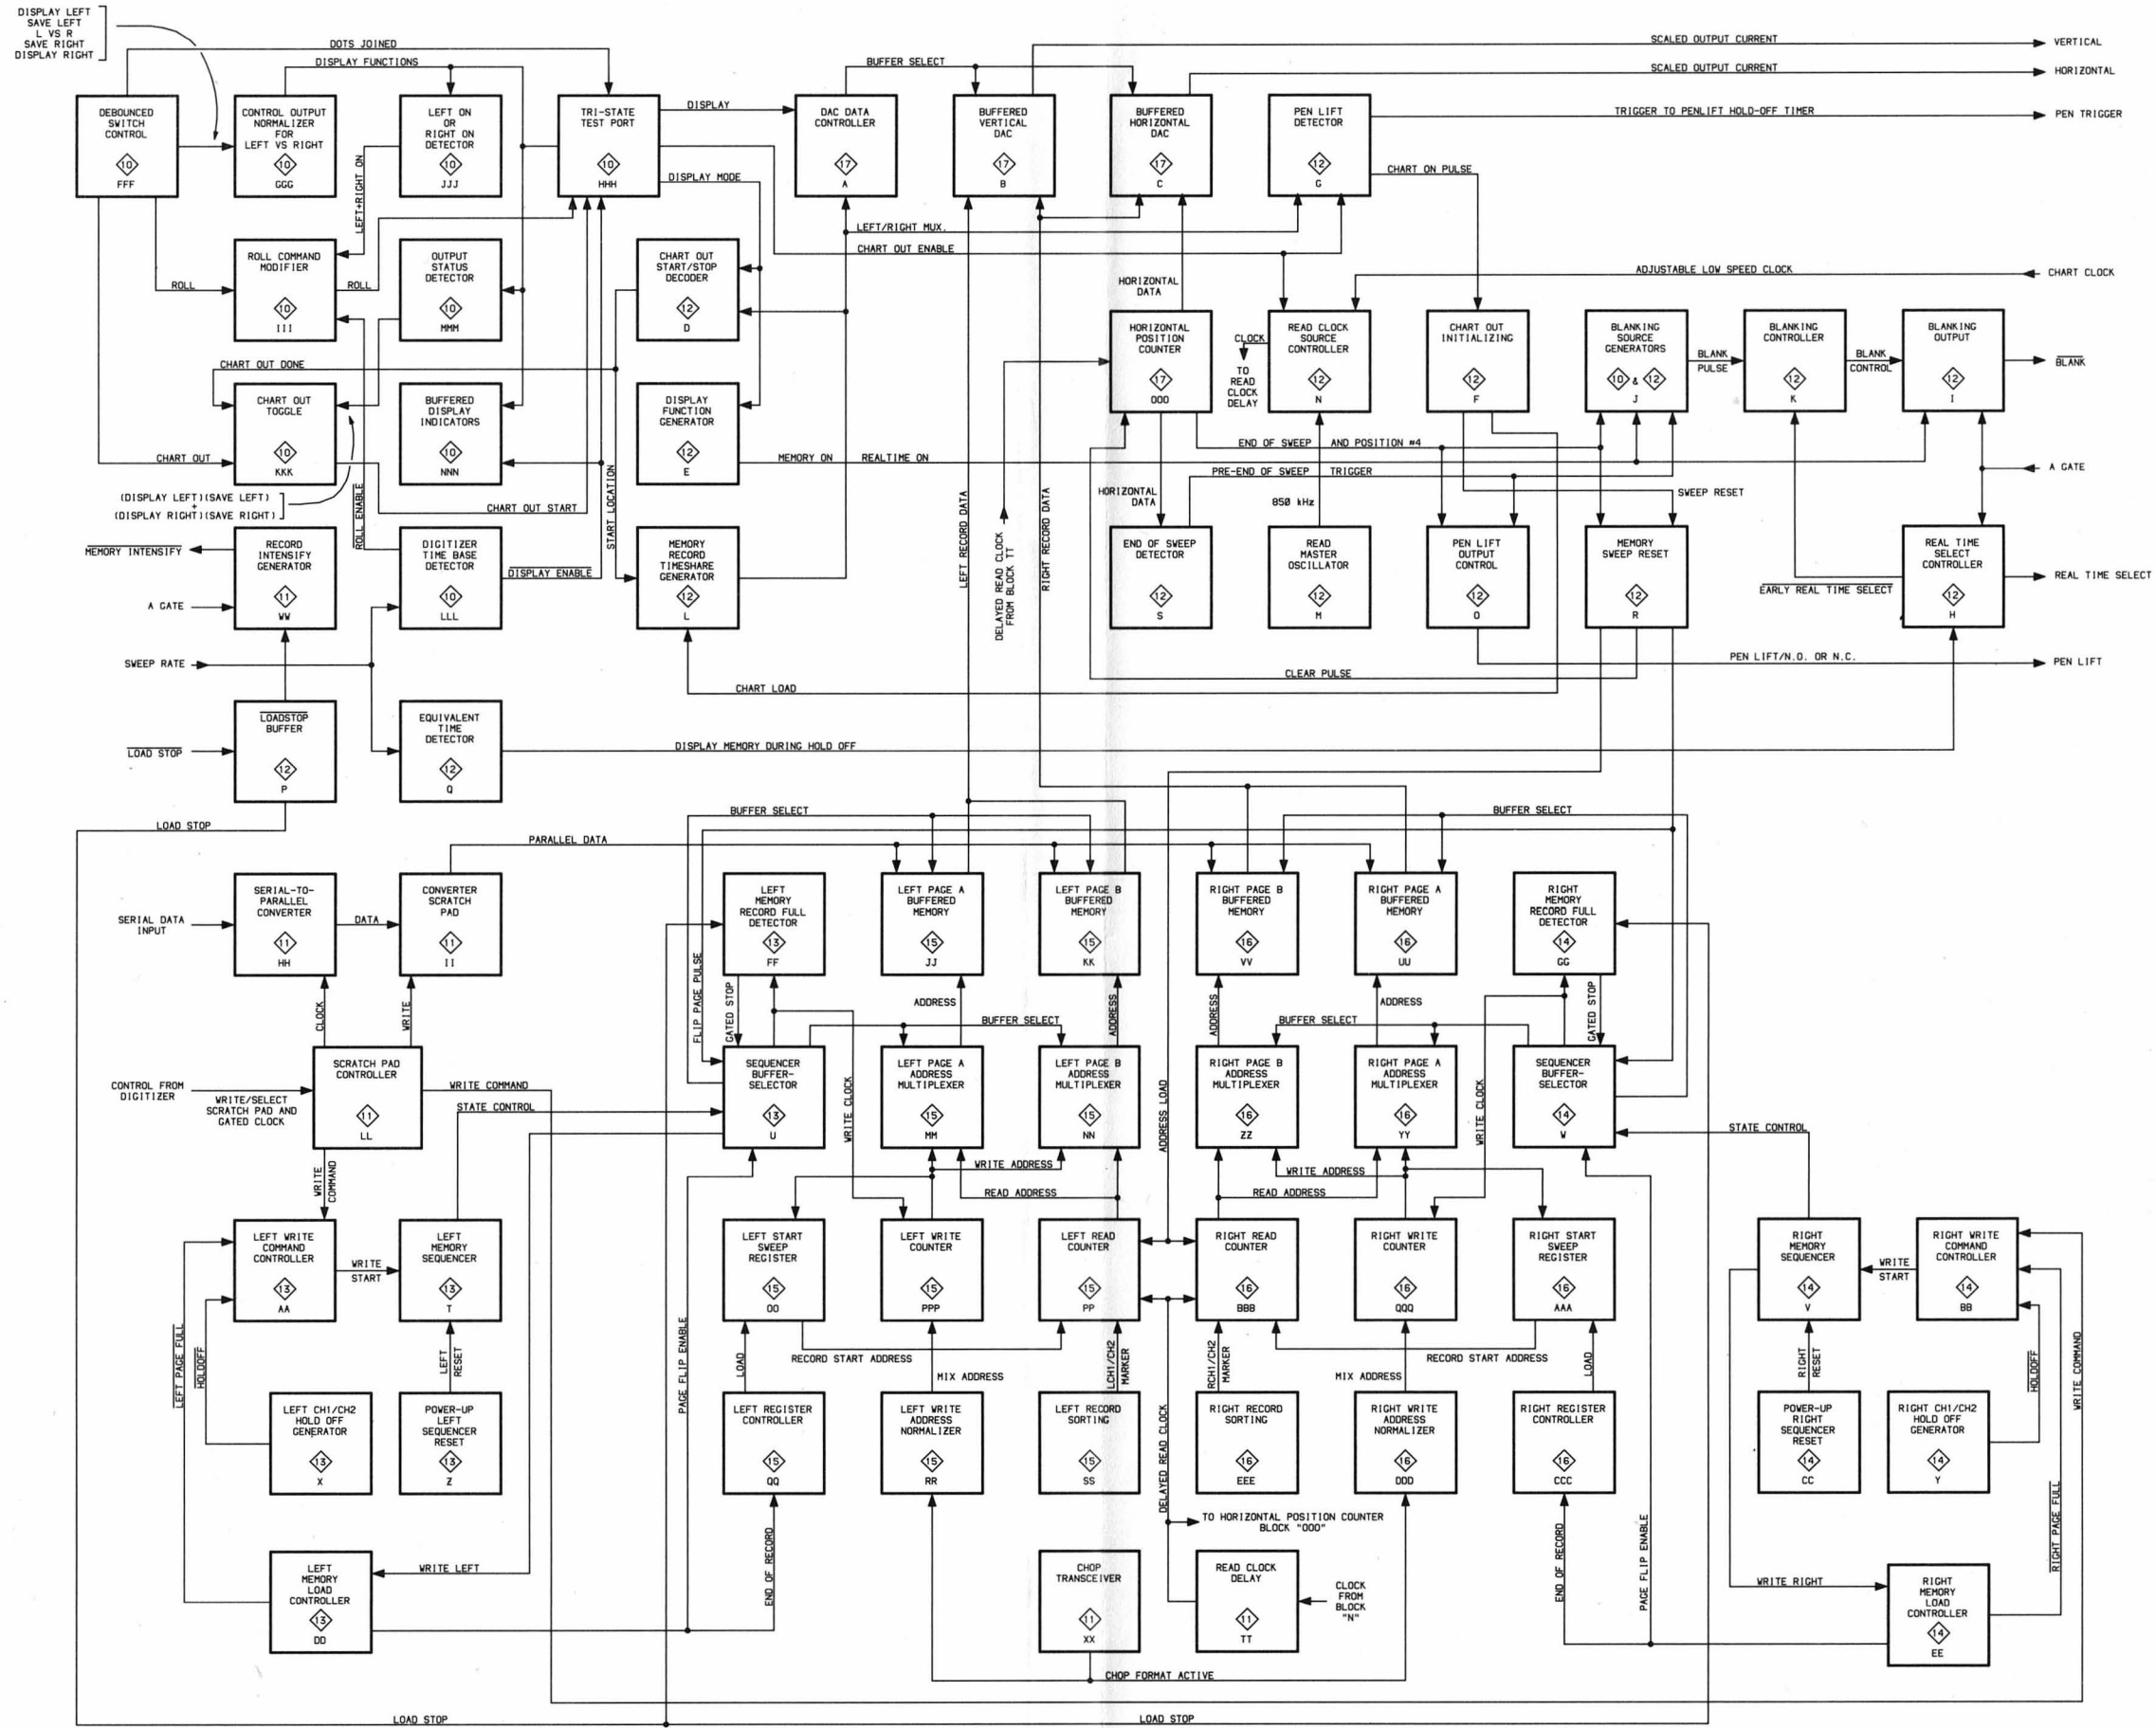 DISPLAY LEFT
SAVE LEFT
L VS R
SAVE RIGHT
DISPLAY RIGHT
DOTS JOINED
DISPLAY FUNCTIONS
BUFFER SELECT
SCALED OUTPUT CURRENT
VERTICAL
SCALED OUTPUT CURRENT
HORIZONTAL
DEBOUNCED
SWITCH
CONTROL
10
FFF
CONTROL OUTPUT
NORMALIZER
FOR
LEFT VS RIGHT
10
GGG
LEFT ON
OR
RIGHT ON
DETECTOR
10
JJJ
TRI-STATE
TEST PORT
10
HHH
DISPLAY
DISPLAY MODE
DAC DATA
CONTROLLER
17
A
BUFFERED
VERTICAL
DAC
17
B
BUFFERED
HORIZONTAL
DAC
17
C
PEN LIFT
DETECTOR
12
G
TRIGGER TO PENLIFT HOLD-OFF TIMER
PEN TRIGGER
CHART ON PULSE
LEFT+RIGHT ON
LEFT/RIGHT MUX.
CHART OUT ENABLE
ROLL
ROLL COMMAND
MODIFIER
10
III
ROLL
OUTPUT
STATUS
DETECTOR
10
MMM
CHART OUT
START/STOP
DECODER
12
D
HORIZONTAL
DATA
ADJUSTABLE LOW SPEED CLOCK
CHART CLOCK
HORIZONTAL
POSITION
COUNTER
17
OOO
CLOCK
TO
READ
CLOCK
DELAY
READ CLOCK
SOURCE
CONTROLLER
12
N
CHART OUT
INITIALIZING
12
F
BLANKING
SOURCE
GENERATORS
10 & 12
J
BLANK
PULSE
BLANKING
CONTROLLER
12
K
BLANK
CONTROL
BLANKING
OUTPUT
12
I
BLANK
CHART OUT DONE
CHART OUT
CHART OUT
TOGGLE
10
KKK
BUFFERED
DISPLAY
INDICATORS
10
NNN
DISPLAY
FUNCTION
GENERATOR
12
E
MEMORY ON
REALTIME ON
END OF SWEEP
AND POSITION #4
PRE-END OF SWEEP
TRIGGER
A GATE
(DISPLAY LEFT)(SAVE LEFT)
+
(DISPLAY RIGHT)(SAVE RIGHT)
ROLL ENABLE
CHART OUT START
START LOCATION
LEFT RECORD DATA
DELAYED READ CLOCK
FROM BLOCK TT
RIGHT RECORD DATA
HORIZONTAL
DATA
850 kHz
SWEEP RESET
MEMORY INTENSIFY
A GATE
RECORD
INTENSIFY
GENERATOR
11
WW
DIGITIZER
TIME BASE
DETECTOR
10
LLL
DISPLAY ENABLE
MEMORY
RECORD
TIMESHARE
GENERATOR
12
L
END OF SWEEP
DETECTOR
12
S
READ
MASTER
OSCILLATOR
12
M
PEN LIFT
OUTPUT
CONTROL
12
O
MEMORY
SWEEP RESET
12
R
EARLY REAL TIME SELECT
REAL TIME
SELECT
CONTROLLER
12
H
REAL TIME SELECT
SWEEP RATE
PEN LIFT/N.O. OR N.C.
PEN LIFT
CLEAR PULSE
CHART LOAD
LOAD STOP
LOADSTOP
BUFFER
12
P
EQUIVALENT
TIME
DETECTOR
12
Q
DISPLAY MEMORY DURING HOLD OFF
LOAD STOP
BUFFER SELECT
BUFFER SELECT
PARALLEL DATA
SERIAL DATA
INPUT
SERIAL-TO-
PARALLEL
CONVERTER
11
HH
DATA
CONVERTER
SCRATCH
PAD
11
II
LEFT
MEMORY
RECORD FULL
DETECTOR
13
FF
LEFT PAGE A
BUFFERED
MEMORY
15
JJ
LEFT PAGE B
BUFFERED
MEMORY
15
KK
RIGHT PAGE B
BUFFERED
MEMORY
16
VV
RIGHT PAGE A
BUFFERED
MEMORY
16
UU
RIGHT
MEMORY
RECORD FULL
DETECTOR
14
GG
CLOCK
WRITE
FLIP PAGE PULSE
GATED STOP
ADDRESS
ADDRESS
ADDRESS
ADDRESS
GATED STOP
BUFFER SELECT
BUFFER SELECT
CONTROL FROM
DIGITIZER
WRITE/SELECT
SCRATCH PAD AND
GATED CLOCK
SCRATCH PAD
CONTROLLER
11
LL
WRITE COMMAND
STATE CONTROL
SEQUENCER
BUFFER-
SELECTOR
13
U
WRITE CLOCK
LEFT PAGE A
ADDRESS
MULTIPLEXER
15
MM
LEFT PAGE B
ADDRESS
MULTIPLEXER
15
NN
ADDRESS LOAD
RIGHT PAGE B
ADDRESS
MULTIPLEXER
16
ZZ
RIGHT PAGE A
ADDRESS
MULTIPLEXER
16
YY
WRITE CLOCK
SEQUENCER
BUFFER-
SELECTOR
14
W
STATE CONTROL
WRITE
COMMAND
WRITE ADDRESS
READ ADDRESS
WRITE ADDRESS
READ ADDRESS
LEFT WRITE
COMMAND
CONTROLLER
13
AA
WRITE
START
LEFT
MEMORY
SEQUENCER
13
T
LEFT START
SWEEP
REGISTER
15
OO
LEFT WRITE
COUNTER
15
PPP
LEFT READ
COUNTER
15
PP
RIGHT READ
COUNTER
16
BBB
RIGHT WRITE
COUNTER
16
QQQ
RIGHT START
SWEEP
REGISTER
16
AAA
RIGHT
MEMORY
SEQUENCER
14
V
WRITE
START
RIGHT WRITE
COMMAND
CONTROLLER
14
BB
LEFT PAGE FULL
HOLDOFF
LEFT
RESET
PAGE FLIP ENABLE
LOAD
RECORD START ADDRESS
MIX ADDRESS
LCH1/CH2
MARKER
RCH1/CH2
MARKER
MIX ADDRESS
RECORD START ADDRESS
LOAD
RIGHT
RESET
HOLDOFF
WRITE COMMAND
LEFT CH1/CH2
HOLD OFF
GENERATOR
13
X
POWER-UP
LEFT
SEQUENCER
RESET
13
Z
LEFT REGISTER
CONTROLLER
15
QQ
LEFT WRITE
ADDRESS
NORMALIZER
15
RR
LEFT RECORD
SORTING
15
SS
DELAYED READ CLOCK
RIGHT RECORD
SORTING
16
EEE
RIGHT WRITE
ADDRESS
NORMALIZER
16
DDD
RIGHT REGISTER
CONTROLLER
16
CCC
POWER-UP
RIGHT
SEQUENCER
RESET
14
CC
RIGHT CH1/CH2
HOLD OFF
GENERATOR
14
Y
RIGHT PAGE FULL
TO HORIZONTAL POSITION COUNTER
BLOCK "OOO"
LEFT
MEMORY
LOAD
CONTROLLER
13
DD
WRITE LEFT
END OF RECORD
CHOP
TRANSCEIVER
11
XX
READ CLOCK
DELAY
11
TT
CLOCK
FROM
BLOCK
"N"
END OF RECORD
PAGE FLIP ENABLE
WRITE RIGHT
RIGHT
MEMORY
LOAD
CONTROLLER
14
EE
CHOP FORMAT ACTIVE
LOAD STOP
LOAD STOP